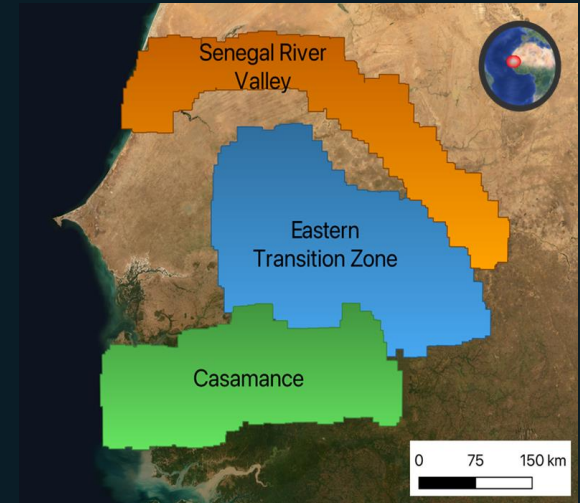 Senegal River
Valley
Eastern
Transition Zone
Casamance
0 75 150 km